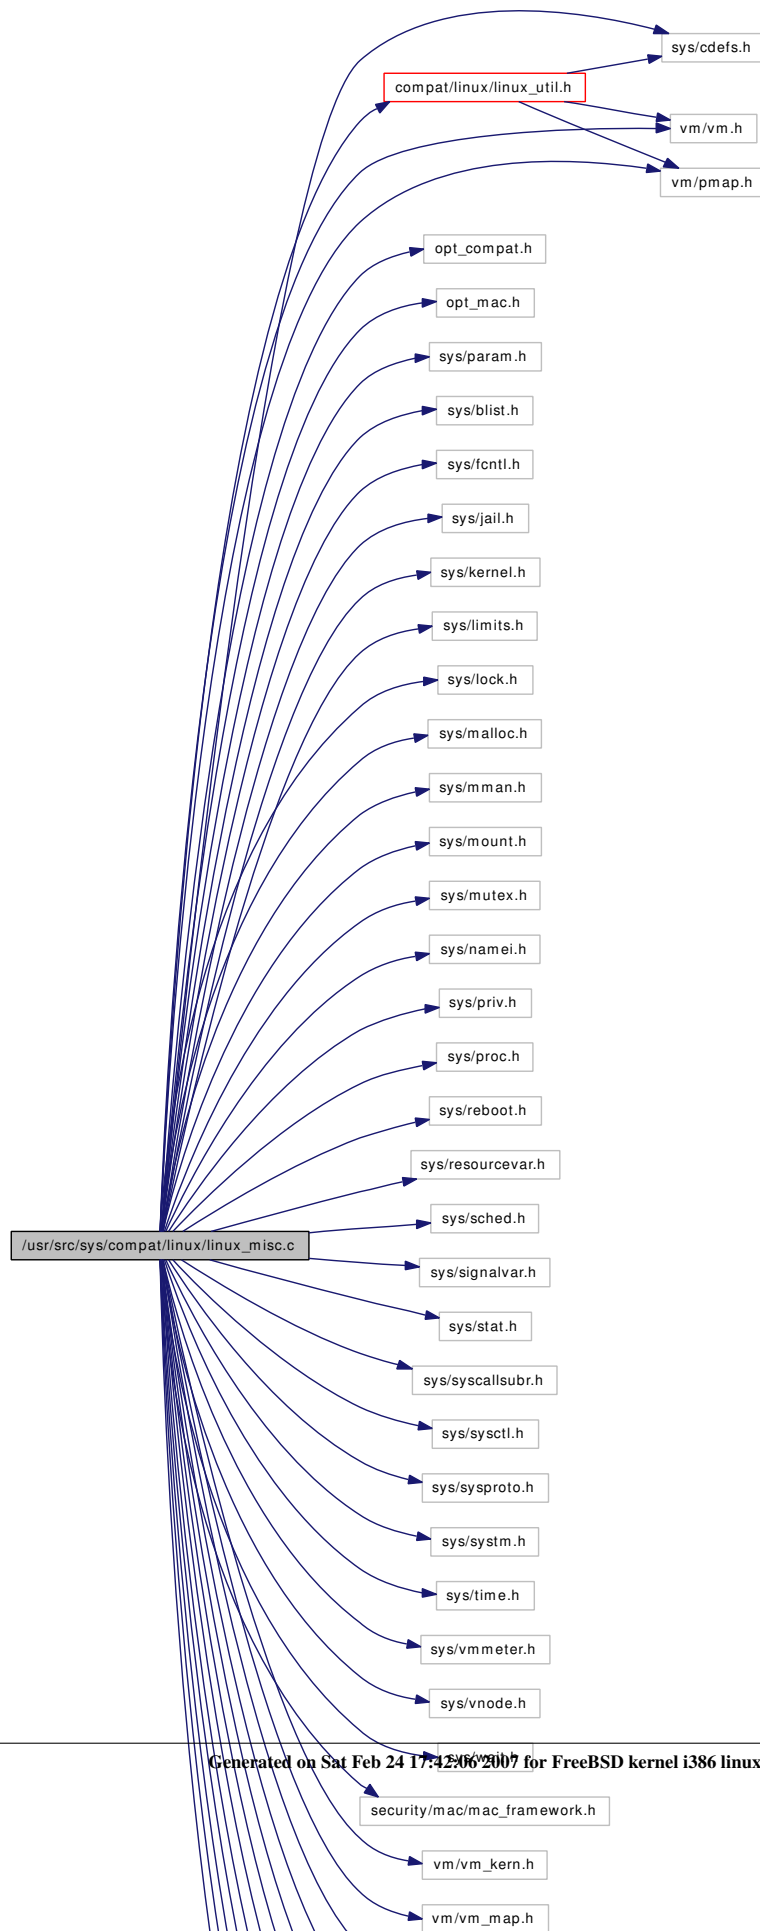 sys/cdefs.h
compat/linux/linux_util.h
vm/vm.h
vm/pmap.h
opt_compat.h
opt_mac.h
sys/param.h
sys/blist.h
sys/fcntl.h
sys/jail.h
sys/kernel.h
sys/limits.h
sys/lock.h
sys/malloc.h
sys/mman.h
sys/mount.h
sys/mutex.h
sys/namei.h
sys/priv.h
sys/proc.h
sys/reboot.h
sys/resourcevar.h
sys/sched.h
/usr/src/sys/compat/linux/linux_misc.c
sys/signalvar.h
sys/stat.h
sys/syscallsubr.h
sys/sysctl.h
sys/sysproto.h
sys/systm.h
sys/time.h
sys/vmmeter.h
sys/vnode.h
sys/wait.h
Generated on Sat Feb 24 17:42:06 2007 for FreeBSD kernel i386 linux
security/mac/mac_framework.h
vm/vm_kern.h
vm/vm_map.h